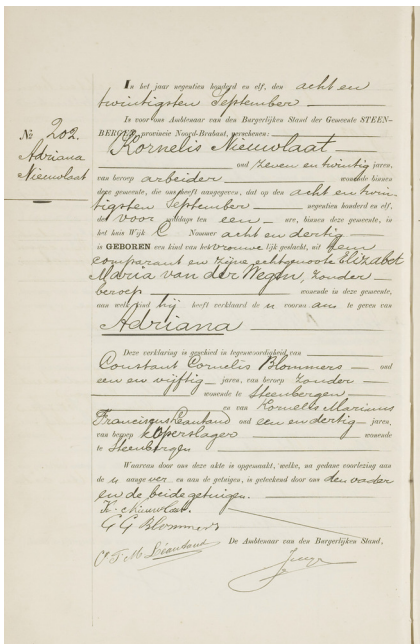 No 202.
Adriana
Nieuwlaat
In het jaar negentien honderd en elf, den acht en
twintigsten September
is voor ons Ambtenaar van den Burgerlijken Stand der Gemeente STEEN-
BERGEN, provincie Noord-Brabant, verschenen:
Kornelis Nieuwlaat
oud zeven en twintig jaren,
van beroep arbeider wonende binnen
deze gemeente, die ons heeft aangegeven, dat op den acht en twin-
tigsten September negentien honderd en elf,
des voor middags ten een ure, binnen deze gemeente, in
het huis Wijk C Nommer acht en dertig
is GEBOREN een kind van het vrouwelijk geslacht, uit hem
comparant en zijne echtgenoote Elizabet
Maria van der Wegen, zonder
beroep wonende in deze gemeente,
aan welk kind hij heeft verklaard de voornaam te geven van
Adriana
Deze verklaring is geschied in tegenwoordigheid van
Constant Cornelis Blommers oud
een en vijftig jaren, van beroep zonder
wonende te Steenbergen
en van Kornelis Marinus
Franciscus Leautaud oud een en dertig jaren,
van beroep koperslager wonende
te Steenbergen
Waarvan door ons deze akte is opgemaakt, welke, na gedane voorlezing aan
de aangever en aan de getuigen, is geteekend door ons den vader
en de beide getuigen.
K. Nieuwlaat.
CC Blommers
De Ambtenaar van den Burgerlijken Stand,
C F M Léautaud